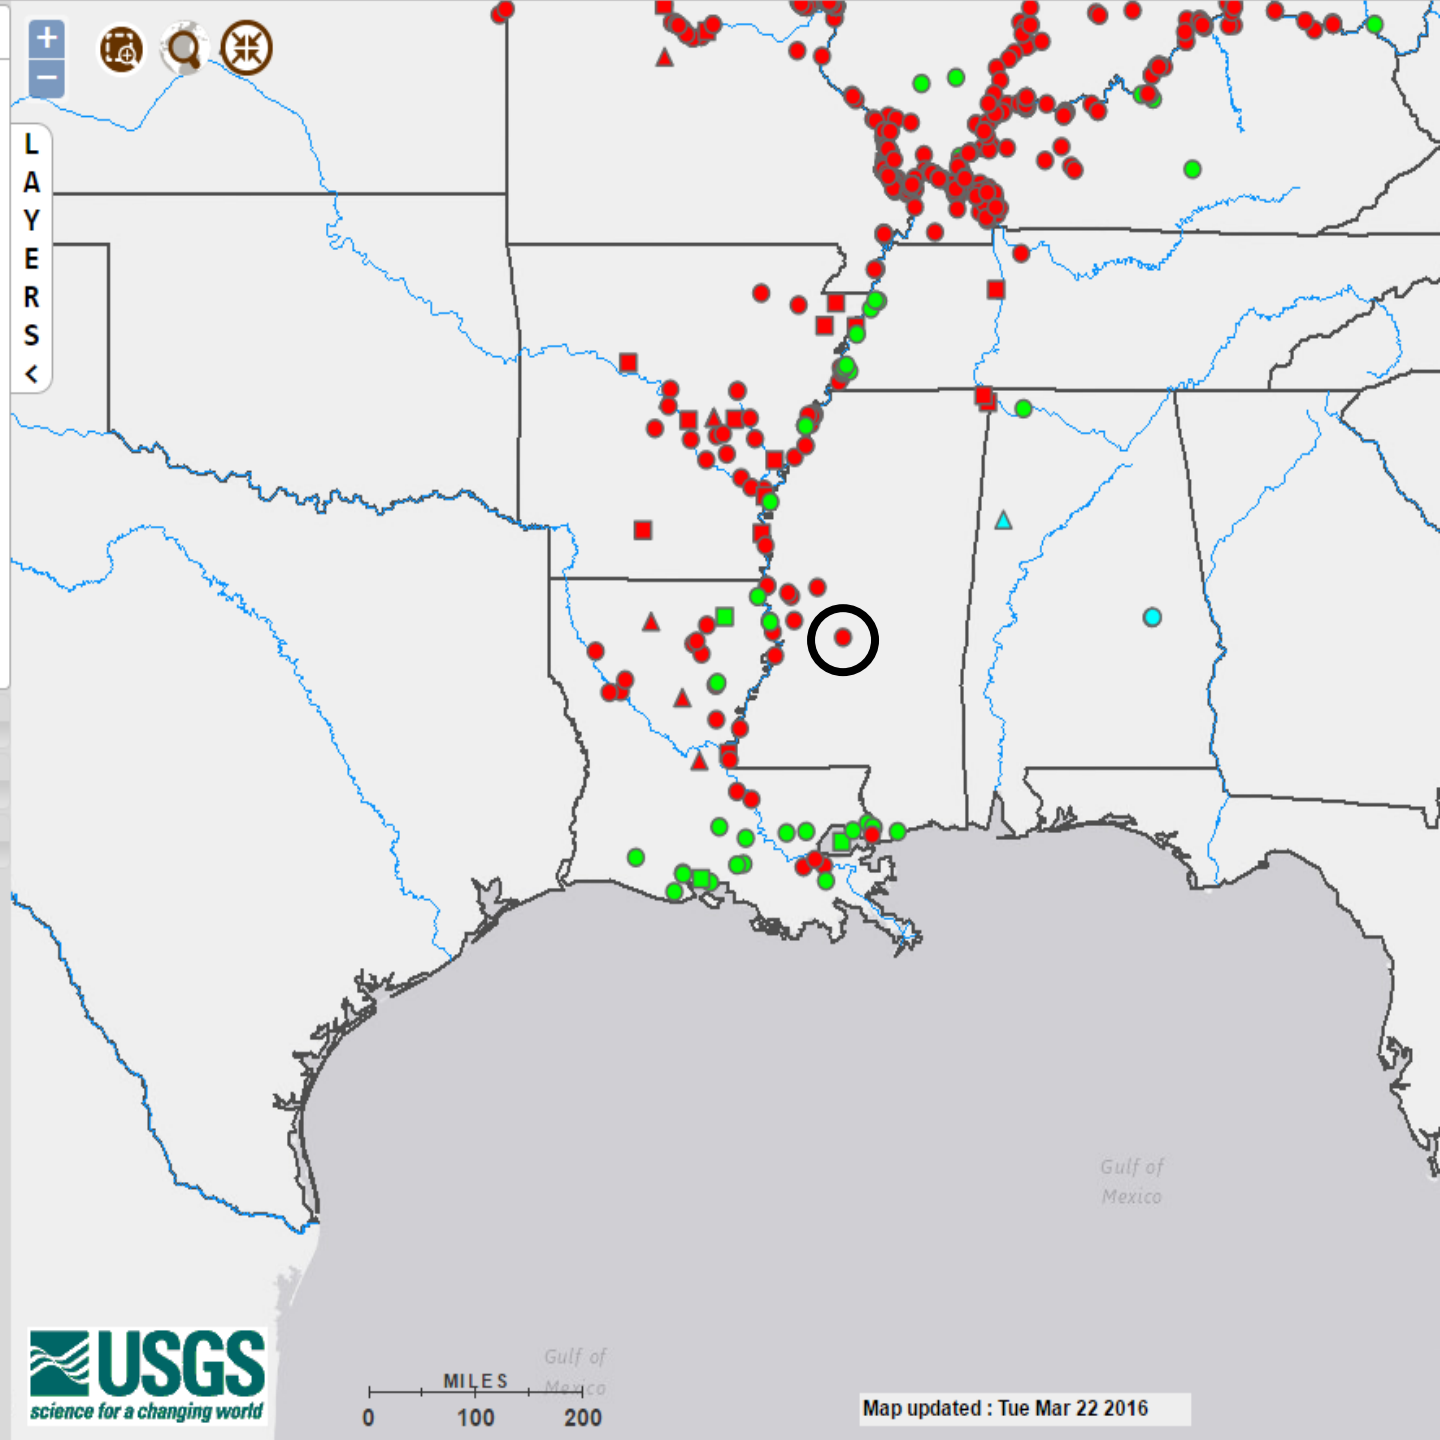 +
−
L
A
Y
E
R
S
<
Gulf of
Mexico
Gulf of
Mexico
USGS
science for a changing world
MILES
0 100 200
Map updated : Tue Mar 22 2016